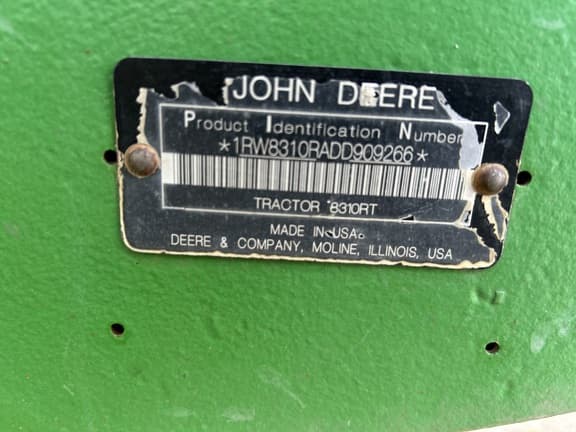 JOHN DEERE
P I N
Product Identification Number
*1RW8310RADD909266*
TRACTOR 8310RT
MADE IN USA
DEERE & COMPANY, MOLINE, ILLINOIS, USA